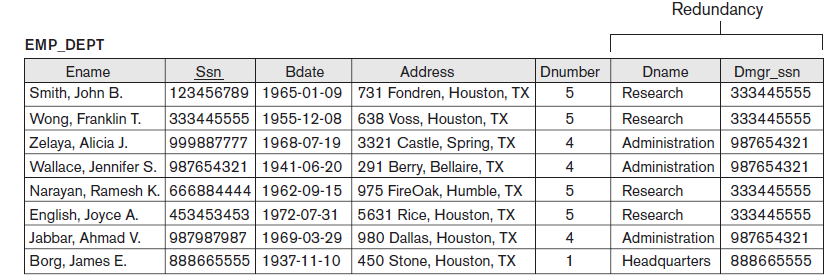 Redundancy
EMP_DEPT
Ename Ssn Bdate Address Dnumber Dname Dmgr_ssn
Smith, John B. 123456789 1965-01-09 731 Fondren, Houston, TX 5 Research 333445555
Wong, Franklin T. 333445555 1955-12-08 638 Voss, Houston, TX 5 Research 333445555
Zelaya, Alicia J. 999887777 1968-07-19 3321 Castle, Spring, TX 4 Administration 987654321
Wallace, Jennifer S. 987654321 1941-06-20 291 Berry, Bellaire, TX 4 Administration 987654321
Narayan, Ramesh K. 666884444 1962-09-15 975 FireOak, Humble, TX 5 Research 333445555
English, Joyce A. 453453453 1972-07-31 5631 Rice, Houston, TX 5 Research 333445555
Jabbar, Ahmad V. 987987987 1969-03-29 980 Dallas, Houston, TX 4 Administration 987654321
Borg, James E. 888665555 1937-11-10 450 Stone, Houston, TX 1 Headquarters 888665555